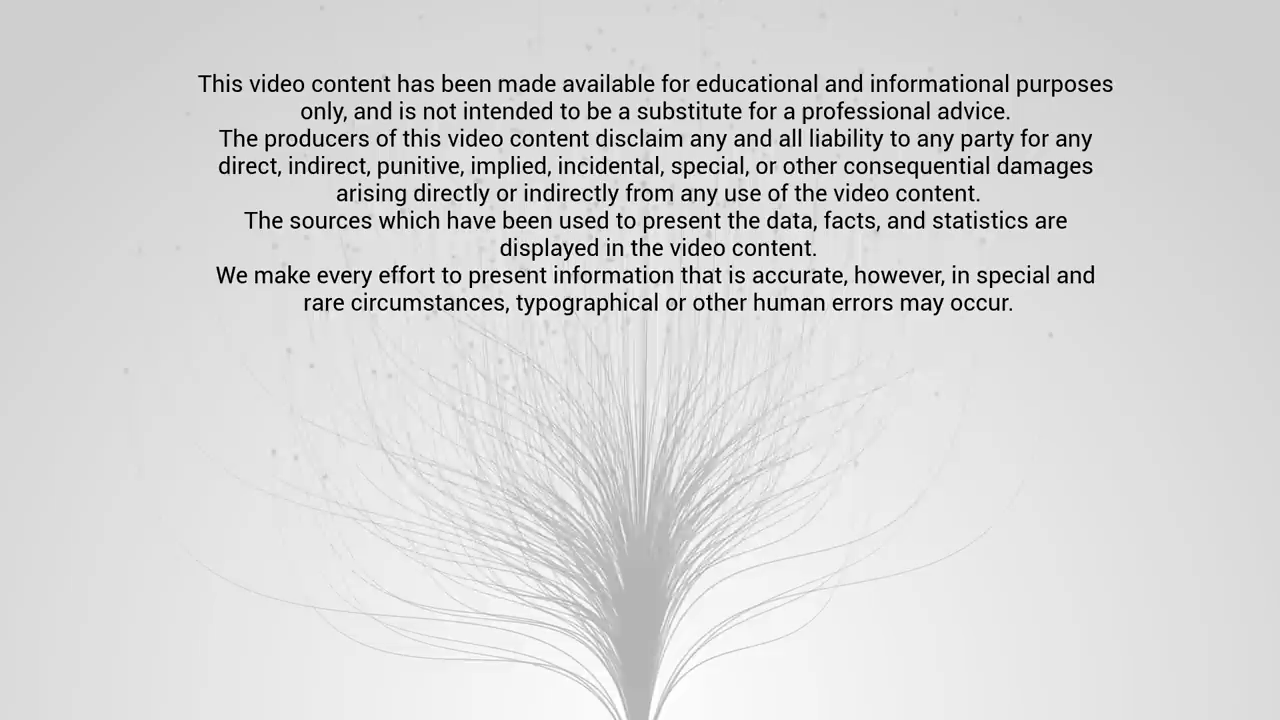 This video content has been made available for educational and informational purposes
only, and is not intended to be a substitute for a professional advice.
The producers of this video content disclaim any and all liability to any party for any
direct, indirect, punitive, implied, incidental, special, or other consequential damages
arising directly or indirectly from any use of the video content.
The sources which have been used to present the data, facts, and statistics are
displayed in the video content.
We make every effort to present information that is accurate, however, in special and
rare circumstances, typographical or other human errors may occur.